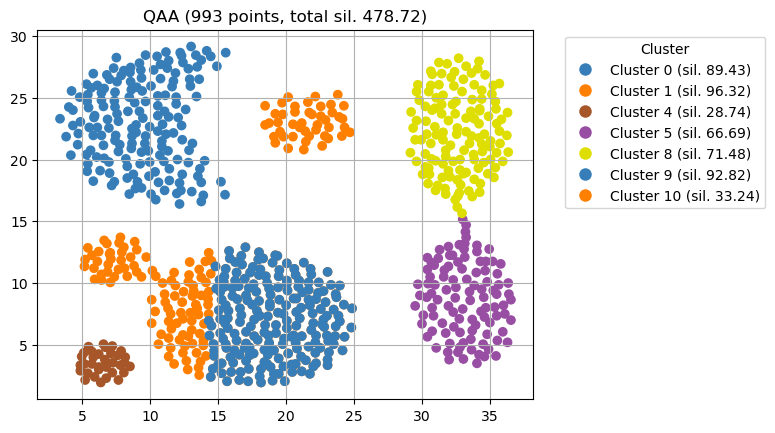 QAA (993 points, total sil. 478.72)
30
25
20
15
10
5
5
10
15
20
25
30
35
Cluster
Cluster 0 (sil. 89.43)
Cluster 1 (sil. 96.32)
Cluster 4 (sil. 28.74)
Cluster 5 (sil. 66.69)
Cluster 8 (sil. 71.48)
Cluster 9 (sil. 92.82)
Cluster 10 (sil. 33.24)